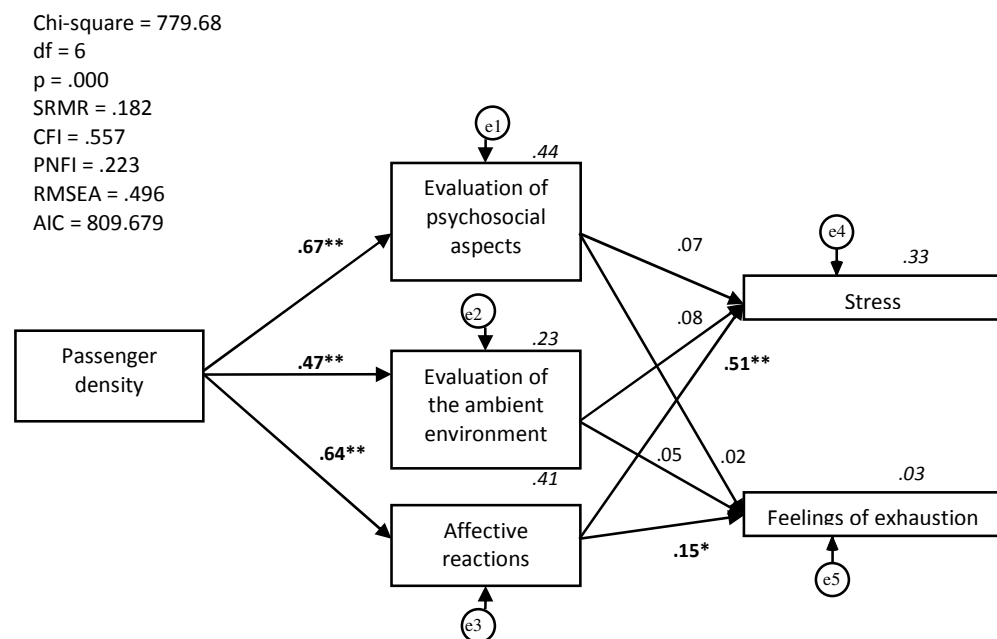 Chi-square = 779.68
df = 6
p = .000
SRMR = .182
CFI = .557
PNFI = .223
RMSEA = .496
AIC = 809.679
e1
.44
Evaluation of
psychosocial
aspects
.67**
.07
e4
.33
Stress
e2
.23
.08
Passenger
density
.47**
Evaluation of
the ambient
environment
.51**
.64**
.05
.02
.41
.03
Affective
reactions
.15*
Feelings of exhaustion
e3
e5